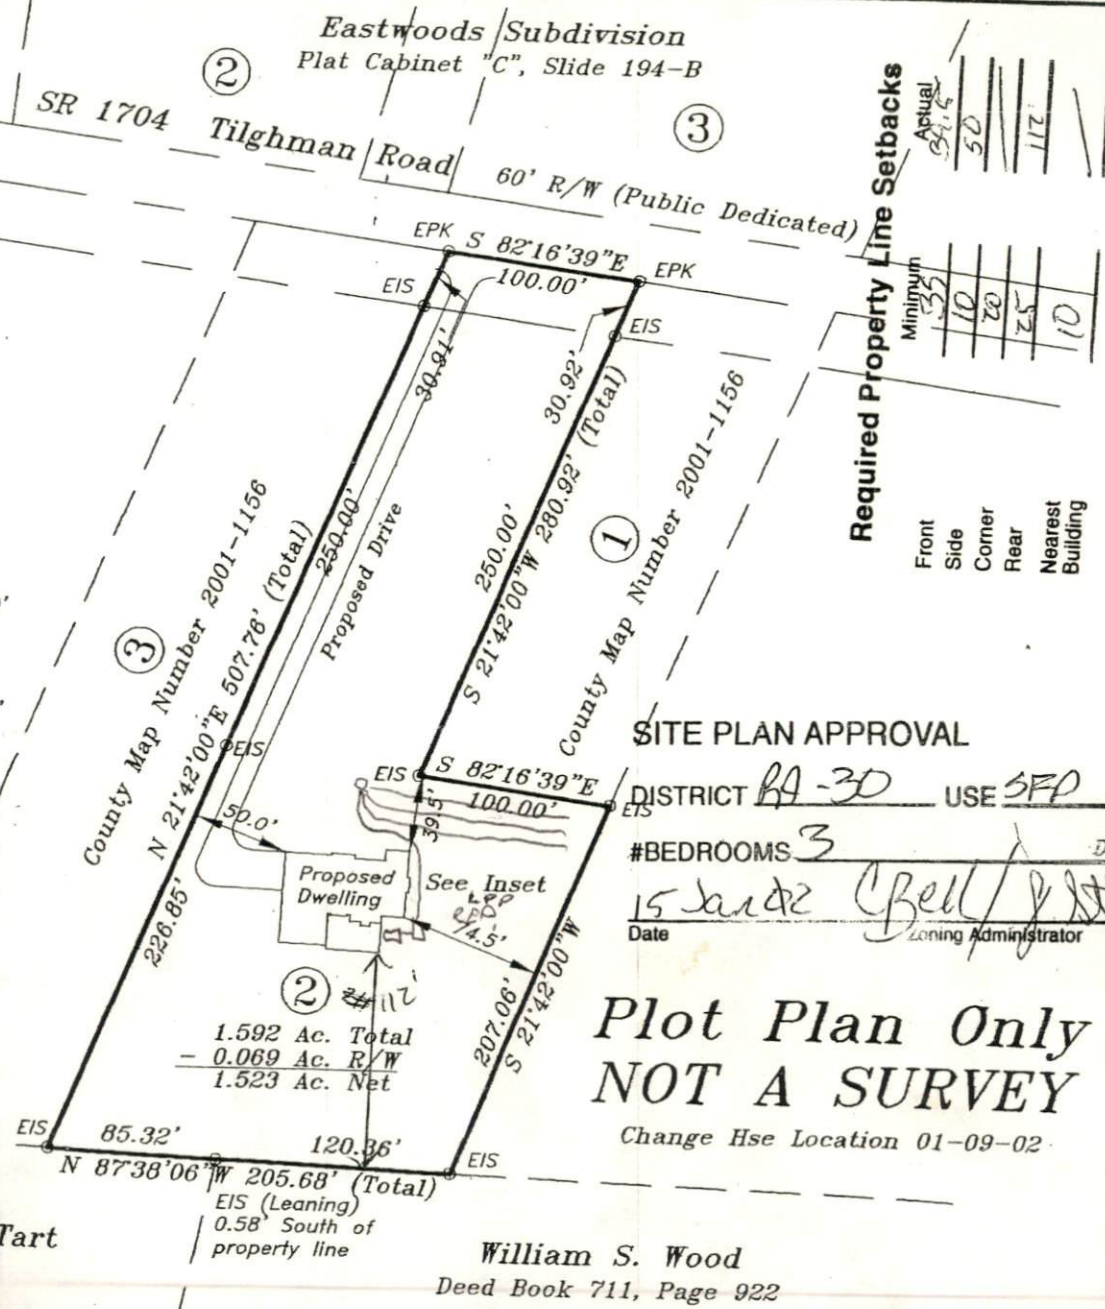 Eastwoods Subdivision
Plat Cabinet "C", Slide 194-B
2
3
SR 1704 Tilghman Road
60' R/W (Public Dedicated)
EPK
S 82°16'39"E
100.00'
EPK
EIS
EIS
30.91'
30.92'
250.00'
Proposed Drive
250.00'
S 21°42'00"W 280.92' (Total)
1
County Map Number 2001-1156
3
County Map Number 2001-1156
N 21°42'00"E 507.76' (Total)
226.85'
EIS
EIS
S 82°16'39"E
100.00'
EIS
50.0'
39.5'
Proposed
Dwelling
See Inset
74.5'
2
112'
1.592 Ac. Total
- 0.069 Ac. R/W
1.523 Ac. Net
207.06'
S 21°42'00"W
EIS
85.32'
120.36'
EIS
N 87°38'06"W 205.68' (Total)
EIS (Leaning)
0.58' South of
property line
Tart
William S. Wood
Deed Book 711, Page 922
Required Property Line Setbacks
Minimum Actual
Front 35
Side 10 50
Corner 20
Rear 25 112'
Nearest
Building 10
SITE PLAN APPROVAL
DISTRICT RA-30 USE SFD
#BEDROOMS 3
15 Jan 02 CBell
Date Zoning Administrator
Plot Plan Only
NOT A SURVEY
Change Hse Location 01-09-02